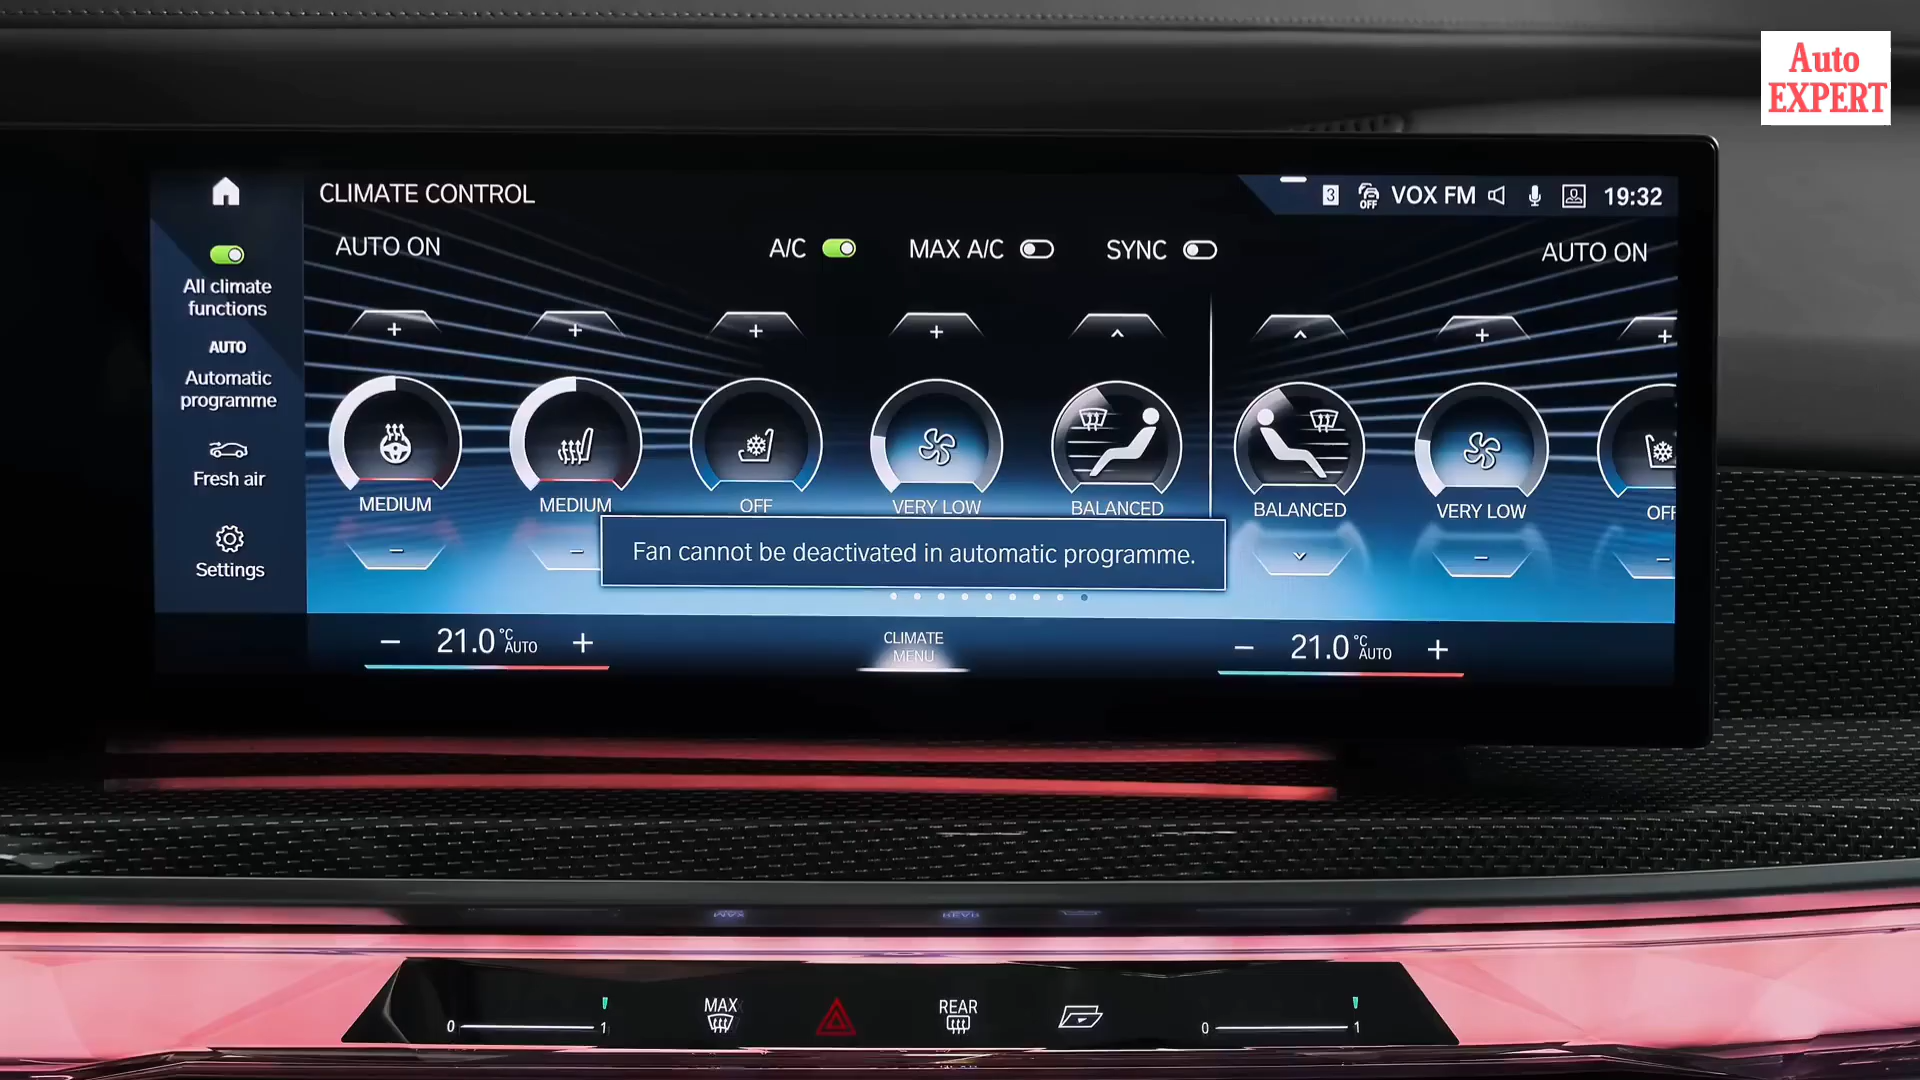 Auto
EXPERT
CLIMATE CONTROL
3
OFF
VOX FM
19:32
AUTO ON
A/C
MAX A/C
SYNC
AUTO ON
All climate
functions
AUTO
Automatic
programme
Fresh air
Settings
MEDIUM
MEDIUM
OFF
VERY LOW
BALANCED
BALANCED
VERY LOW
OFF
Fan cannot be deactivated in automatic programme.
− 21.0 °C AUTO +
CLIMATE
MENU
− 21.0 °C AUTO +
0
1
MAX
REAR
0
1